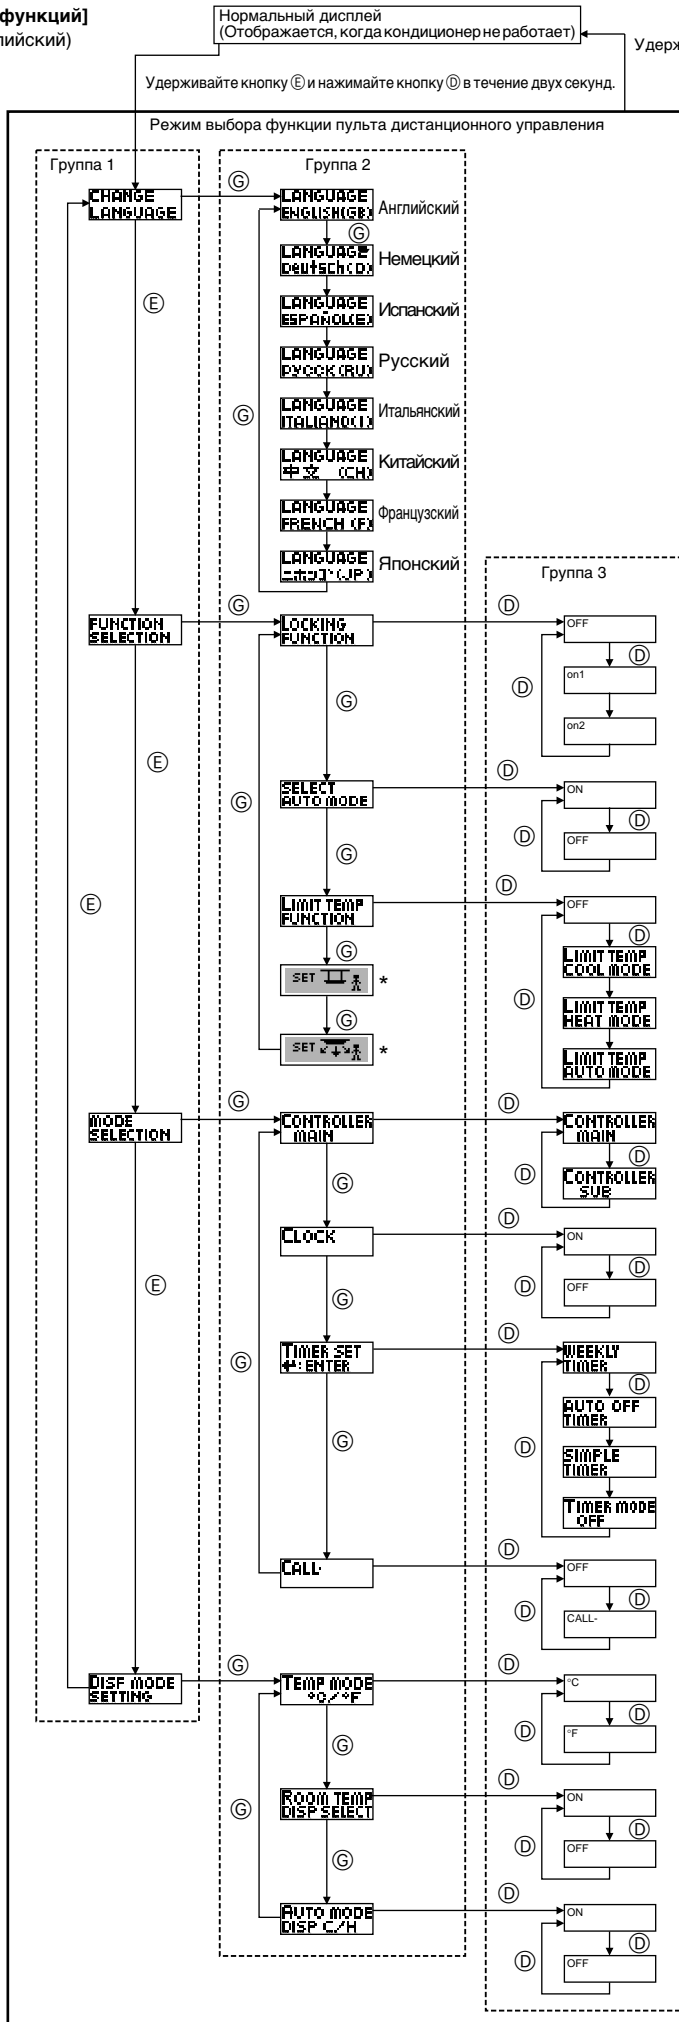 функций]
лийский)
Нормальный дисплей
(Отображается, когда кондиционер не работает)
Удерж
Удерживайте кнопку Ⓔ и нажимайте кнопку Ⓓ в течение двух секунд.
Режим выбора функции пульта дистанционного управления
Группа 1
Группа 2
CHANGE
LANGUAGE
Ⓖ
LANGUAGE
ENGLISH(GB)
Английский
Ⓖ
LANGUAGE
Deutsch(D)
Немецкий
Ⓔ
LANGUAGE
ESPAÑOL(E)
Испанский
LANGUAGE
РУССК(RU)
Русский
Ⓖ
LANGUAGE
ITALIANO(I)
Итальянский
LANGUAGE
中文 (CH)
Китайский
LANGUAGE
FRENCH (F)
Французский
LANGUAGE
ニホンゴ(JP)
Японский
Группа 3
FUNCTION
SELECTION
Ⓖ
LOCKING
FUNCTION
Ⓓ
OFF
Ⓓ
Ⓓ
on1
on2
Ⓖ
Ⓔ
Ⓖ
SELECT
AUTO MODE
Ⓓ
ON
Ⓓ
Ⓓ
OFF
Ⓖ
Ⓔ
LIMIT TEMP
FUNCTION
Ⓓ
OFF
Ⓓ
Ⓓ
LIMIT TEMP
COOL MODE
LIMIT TEMP
HEAT MODE
LIMIT TEMP
AUTO MODE
Ⓖ
SET
*
Ⓖ
SET
*
MODE
SELECTION
Ⓖ
CONTROLLER
MAIN
Ⓓ
CONTROLLER
MAIN
Ⓓ
Ⓓ
CONTROLLER
SUB
Ⓖ
CLOCK
Ⓓ
ON
Ⓓ
Ⓓ
OFF
Ⓔ
Ⓖ
Ⓖ
TIMER SET
↵:ENTER
Ⓓ
WEEKLY
TIMER
Ⓓ
Ⓓ
AUTO OFF
TIMER
SIMPLE
TIMER
TIMER MODE
OFF
Ⓖ
CALL-
Ⓓ
OFF
Ⓓ
Ⓓ
CALL-
DISP MODE
SETTING
Ⓖ
TEMP MODE
°C/°F
Ⓓ
°C
Ⓓ
Ⓓ
°F
Ⓖ
Ⓖ
ROOM TEMP
DISP SELECT
Ⓓ
ON
Ⓓ
Ⓓ
OFF
Ⓖ
AUTO MODE
DISP C/H
Ⓓ
ON
Ⓓ
Ⓓ
OFF